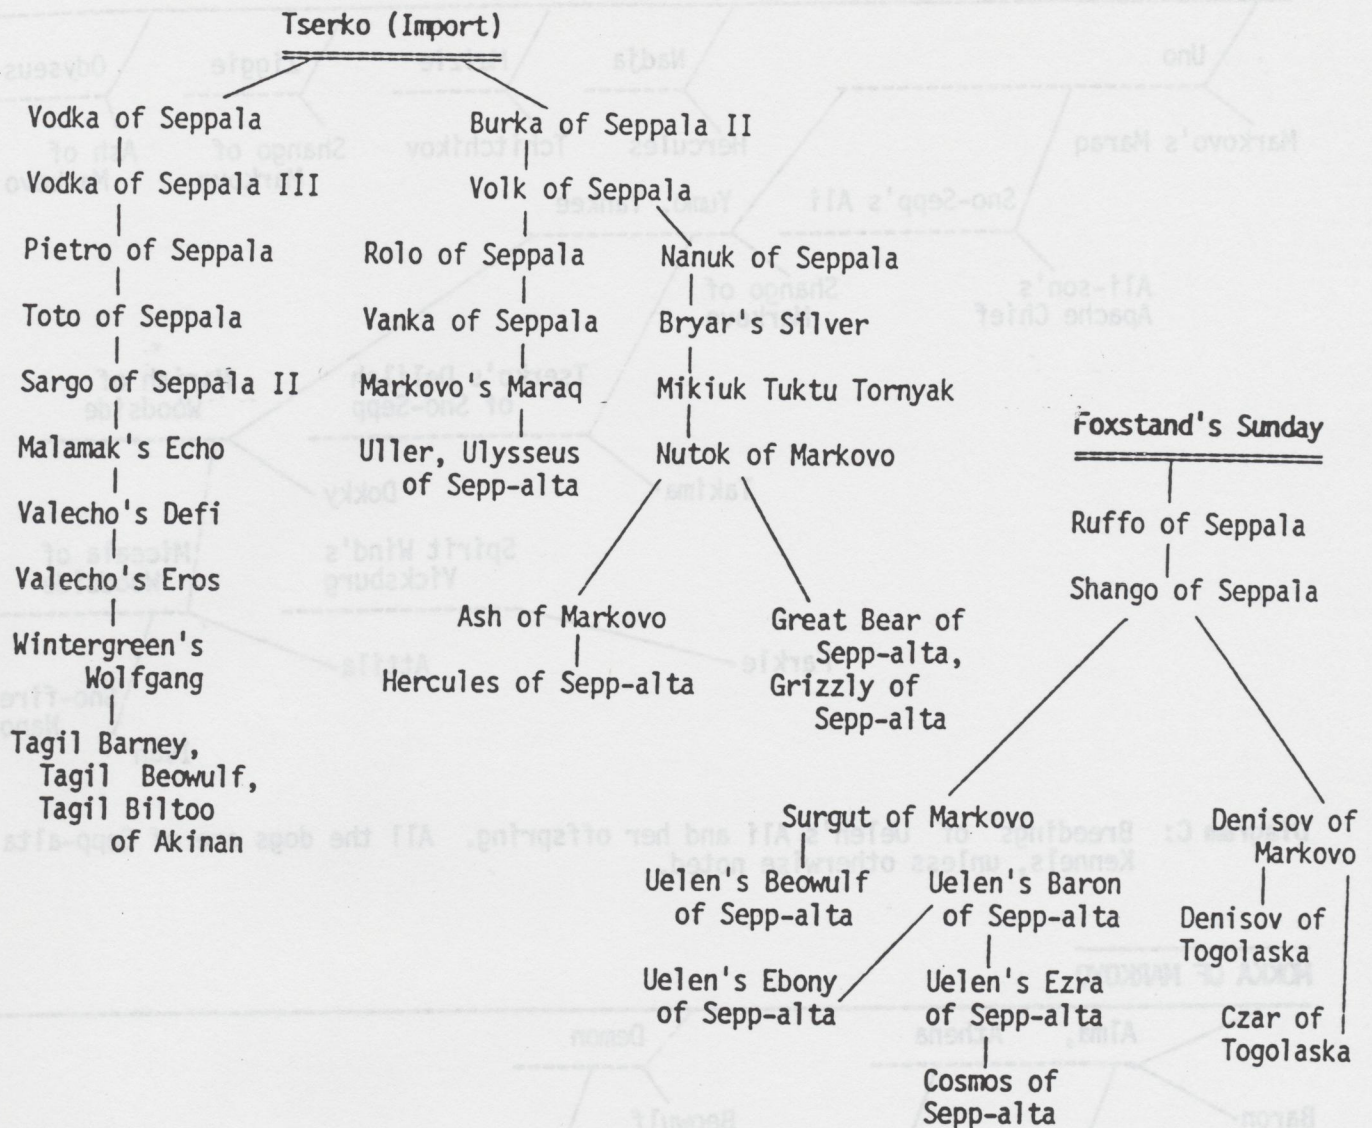 Tserko (Import)
Vodka of Seppala
Vodka of Seppala III
Pietro of Seppala
Toto of Seppala
Sargo of Seppala II
Malamak's Echo
Valecho's Defi
Valecho's Eros
Wintergreen's
Wolfgang
Tagil Barney,
Tagil Beowulf,
Tagil Biltoo
of Akinan
Burka of Seppala II
Volk of Seppala
Rolo of Seppala
Vanka of Seppala
Markovo's Maraq
Uller, Ulysseus
of Sepp-alta
Nanuk of Seppala
Bryar's Silver
Mikiuk Tuktu Tornyak
Nutok of Markovo
Ash of Markovo
Hercules of Sepp-alta
Great Bear of
Sepp-alta,
Grizzly of
Sepp-alta
Foxstand's Sunday
Ruffo of Seppala
Shango of Seppala
Surgut of Markovo
Uelen's Beowulf
of Sepp-alta
Uelen's Baron
of Sepp-alta
Uelen's Ebony
of Sepp-alta
Uelen's Ezra
of Sepp-alta
Cosmos of
Sepp-alta
Denisov of
Markovo
Denisov of
Togolaska
Czar of
Togolaska